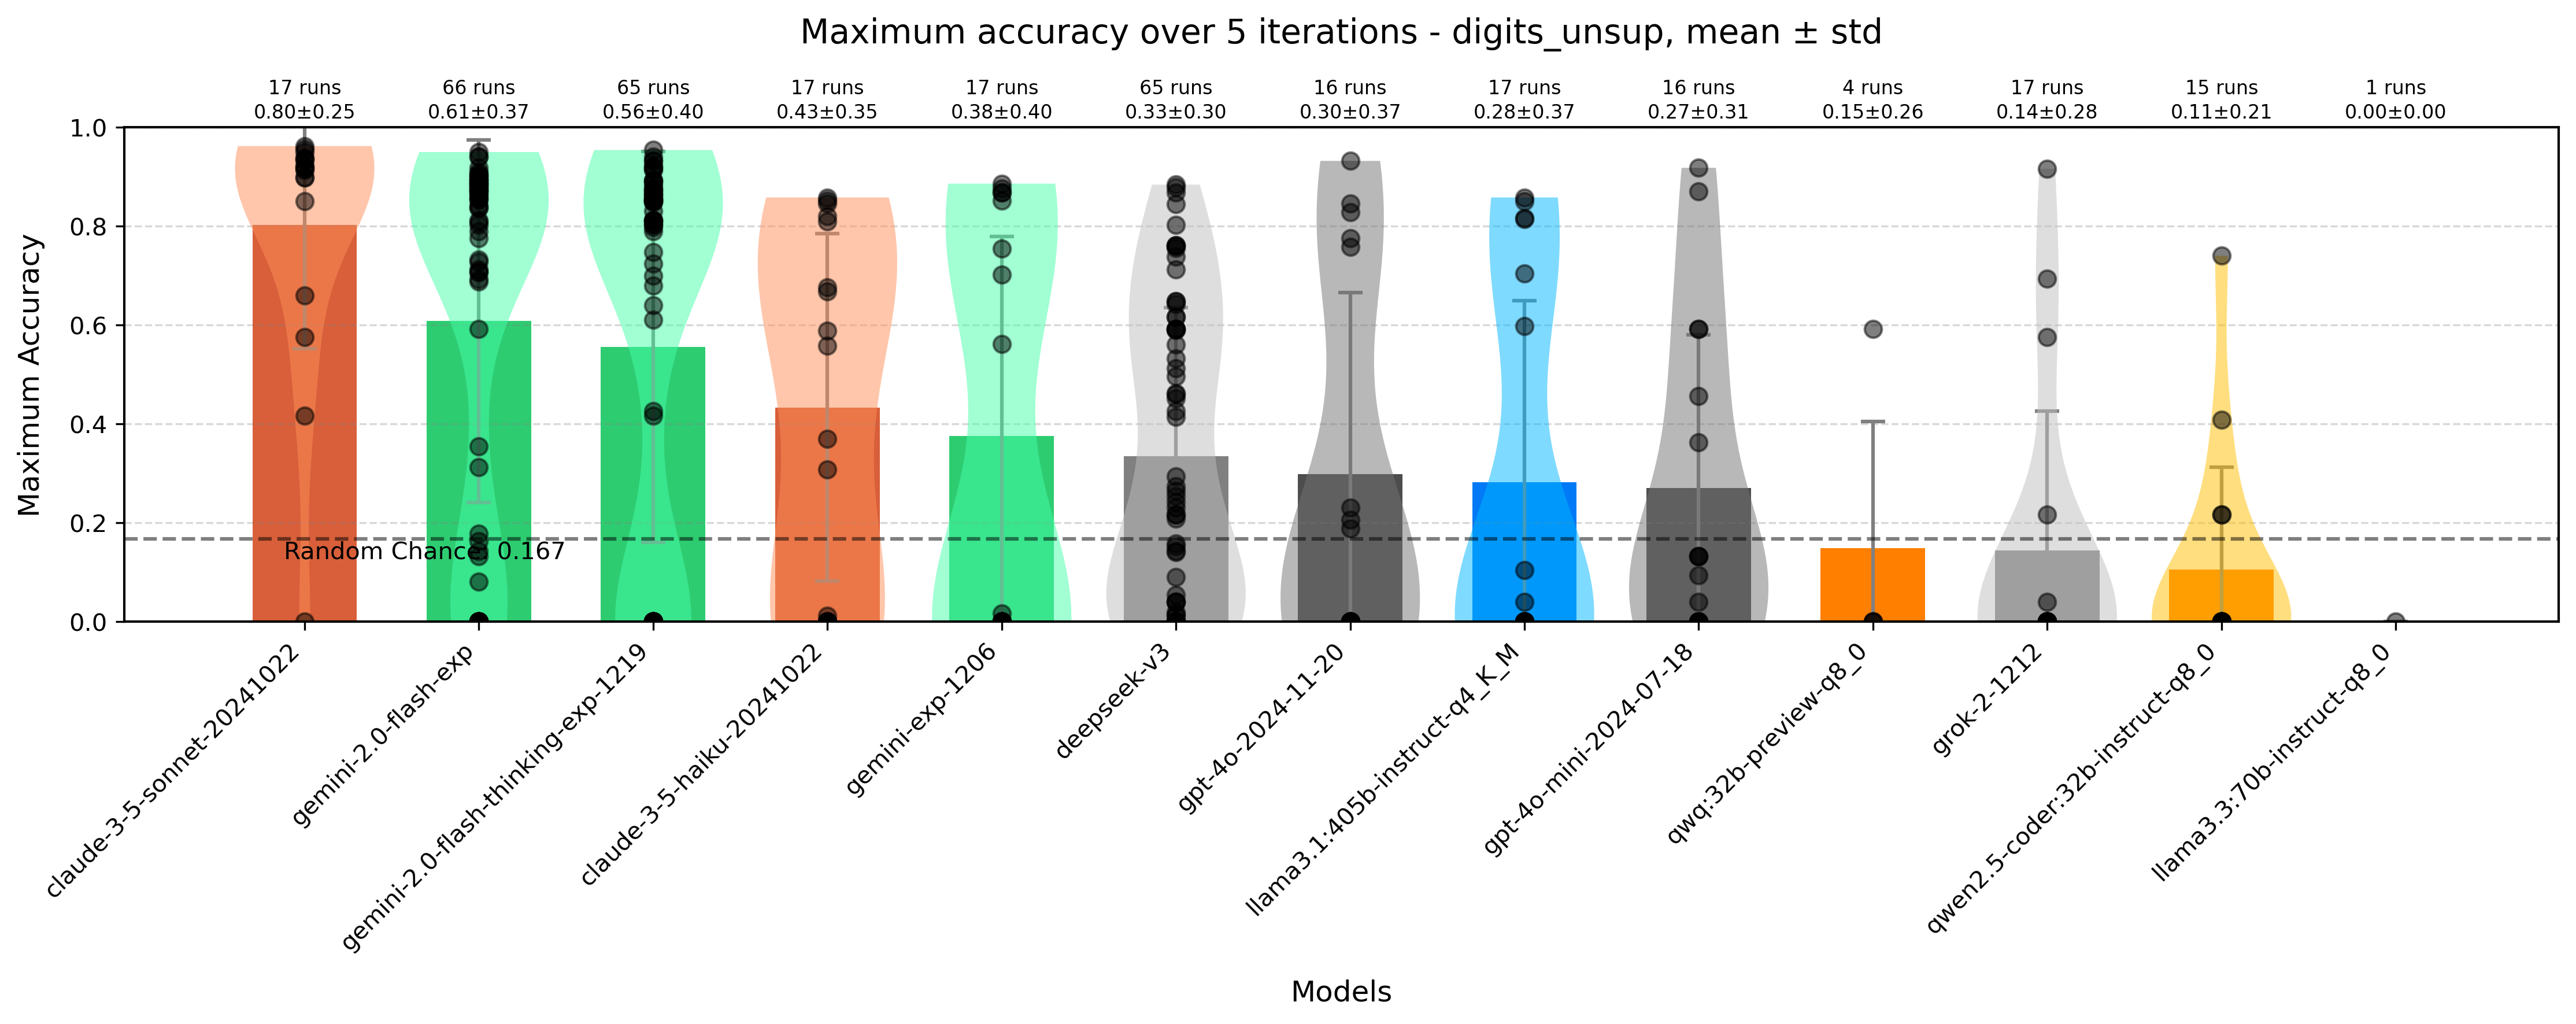 Maximum accuracy over 5 iterations - digits_unsup, mean ± std
17 runs
0.80±0.25
66 runs
0.61±0.37
65 runs
0.56±0.40
17 runs
0.43±0.35
17 runs
0.38±0.40
65 runs
0.33±0.30
16 runs
0.30±0.37
17 runs
0.28±0.37
16 runs
0.27±0.31
4 runs
0.15±0.26
17 runs
0.14±0.28
15 runs
0.11±0.21
1 runs
0.00±0.00
Maximum Accuracy
1.0
0.8
0.6
0.4
0.2
0.0
Random Chance: 0.167
claude-3-5-sonnet-20241022
gemini-2.0-flash-exp
gemini-2.0-flash-thinking-exp-1219
claude-3-5-haiku-20241022
gemini-exp-1206
deepseek-v3
gpt-4o-2024-11-20
llama3.1:405b-instruct-q4_K_M
gpt-4o-mini-2024-07-18
qwq:32b-preview-q8_0
grok-2-1212
qwen2.5-coder:32b-instruct-q8_0
llama3.3:70b-instruct-q8_0
Models